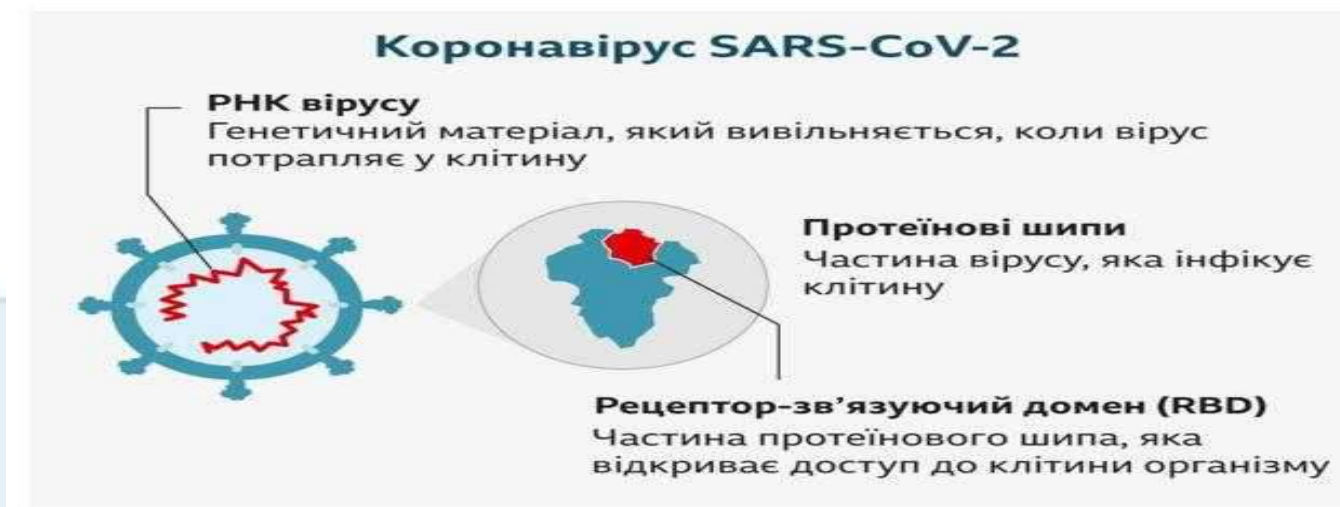 Коронавірус SARS-CoV-2
РНК вірусу
Генетичний матеріал, який вивільняється, коли вірус
потрапляє у клітину
Протеїнові шипи
Частина вірусу, яка інфікує
клітину
Рецептор-зв’язуючий домен (RBD)
Частина протеїнового шипа, яка
відкриває доступ до клітини організму